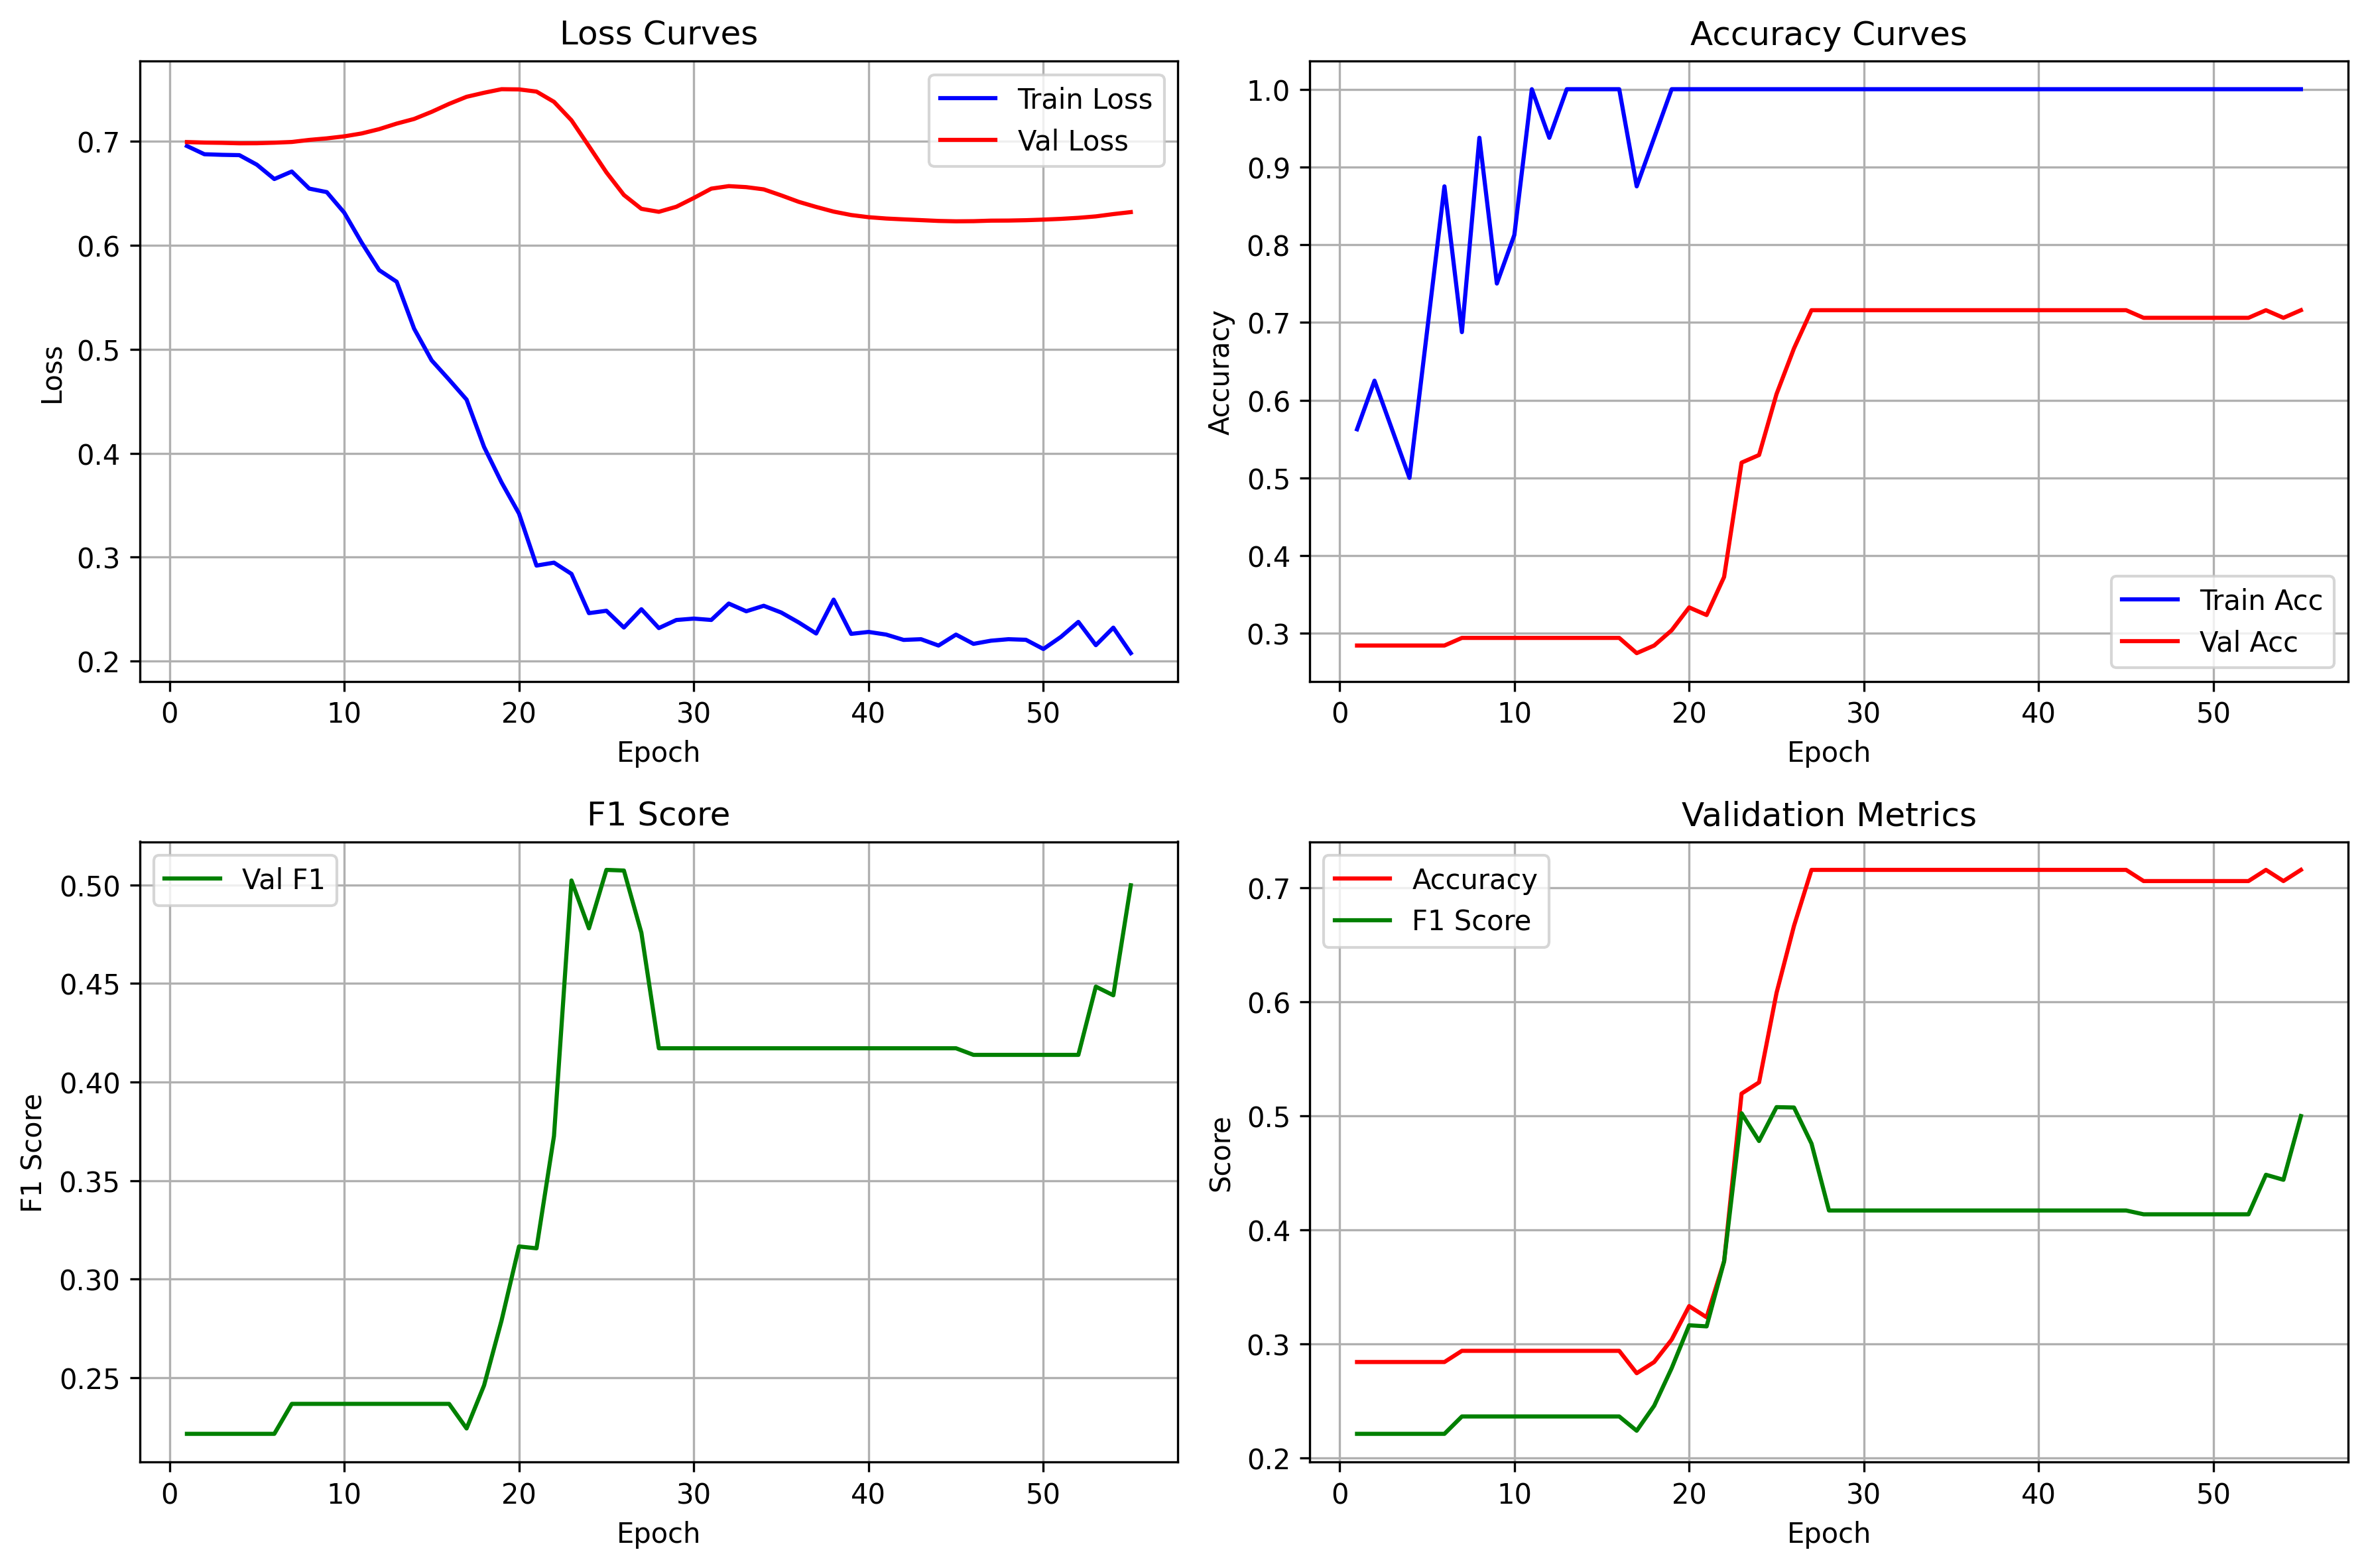 Loss Curves
Train Loss
Val Loss
0.7
0.6
0.5
0.4
0.3
0.2
Loss
0 10 20 30 40 50
Epoch
Accuracy Curves
1.0
0.9
0.8
0.7
0.6
0.5
0.4
0.3
Accuracy
Train Acc
Val Acc
0 10 20 30 40 50
Epoch
F1 Score
Val F1
0.50
0.45
0.40
0.35
0.30
0.25
F1 Score
0 10 20 30 40 50
Epoch
Validation Metrics
Accuracy
F1 Score
0.7
0.6
0.5
0.4
0.3
0.2
Score
0 10 20 30 40 50
Epoch